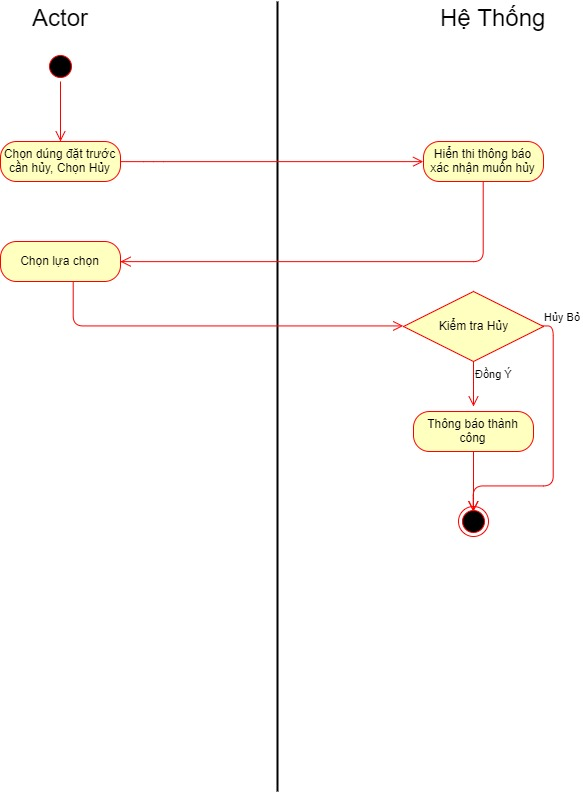 Actor
Hệ Thống
Chọn dúng đặt trước
cần hủy, Chọn Hủy
Hiển thi thông báo
xác nhận muốn hủy
Chọn lựa chọn
Kiểm tra Hủy
Hủy Bỏ
Đồng Ý
Thông báo thành
công